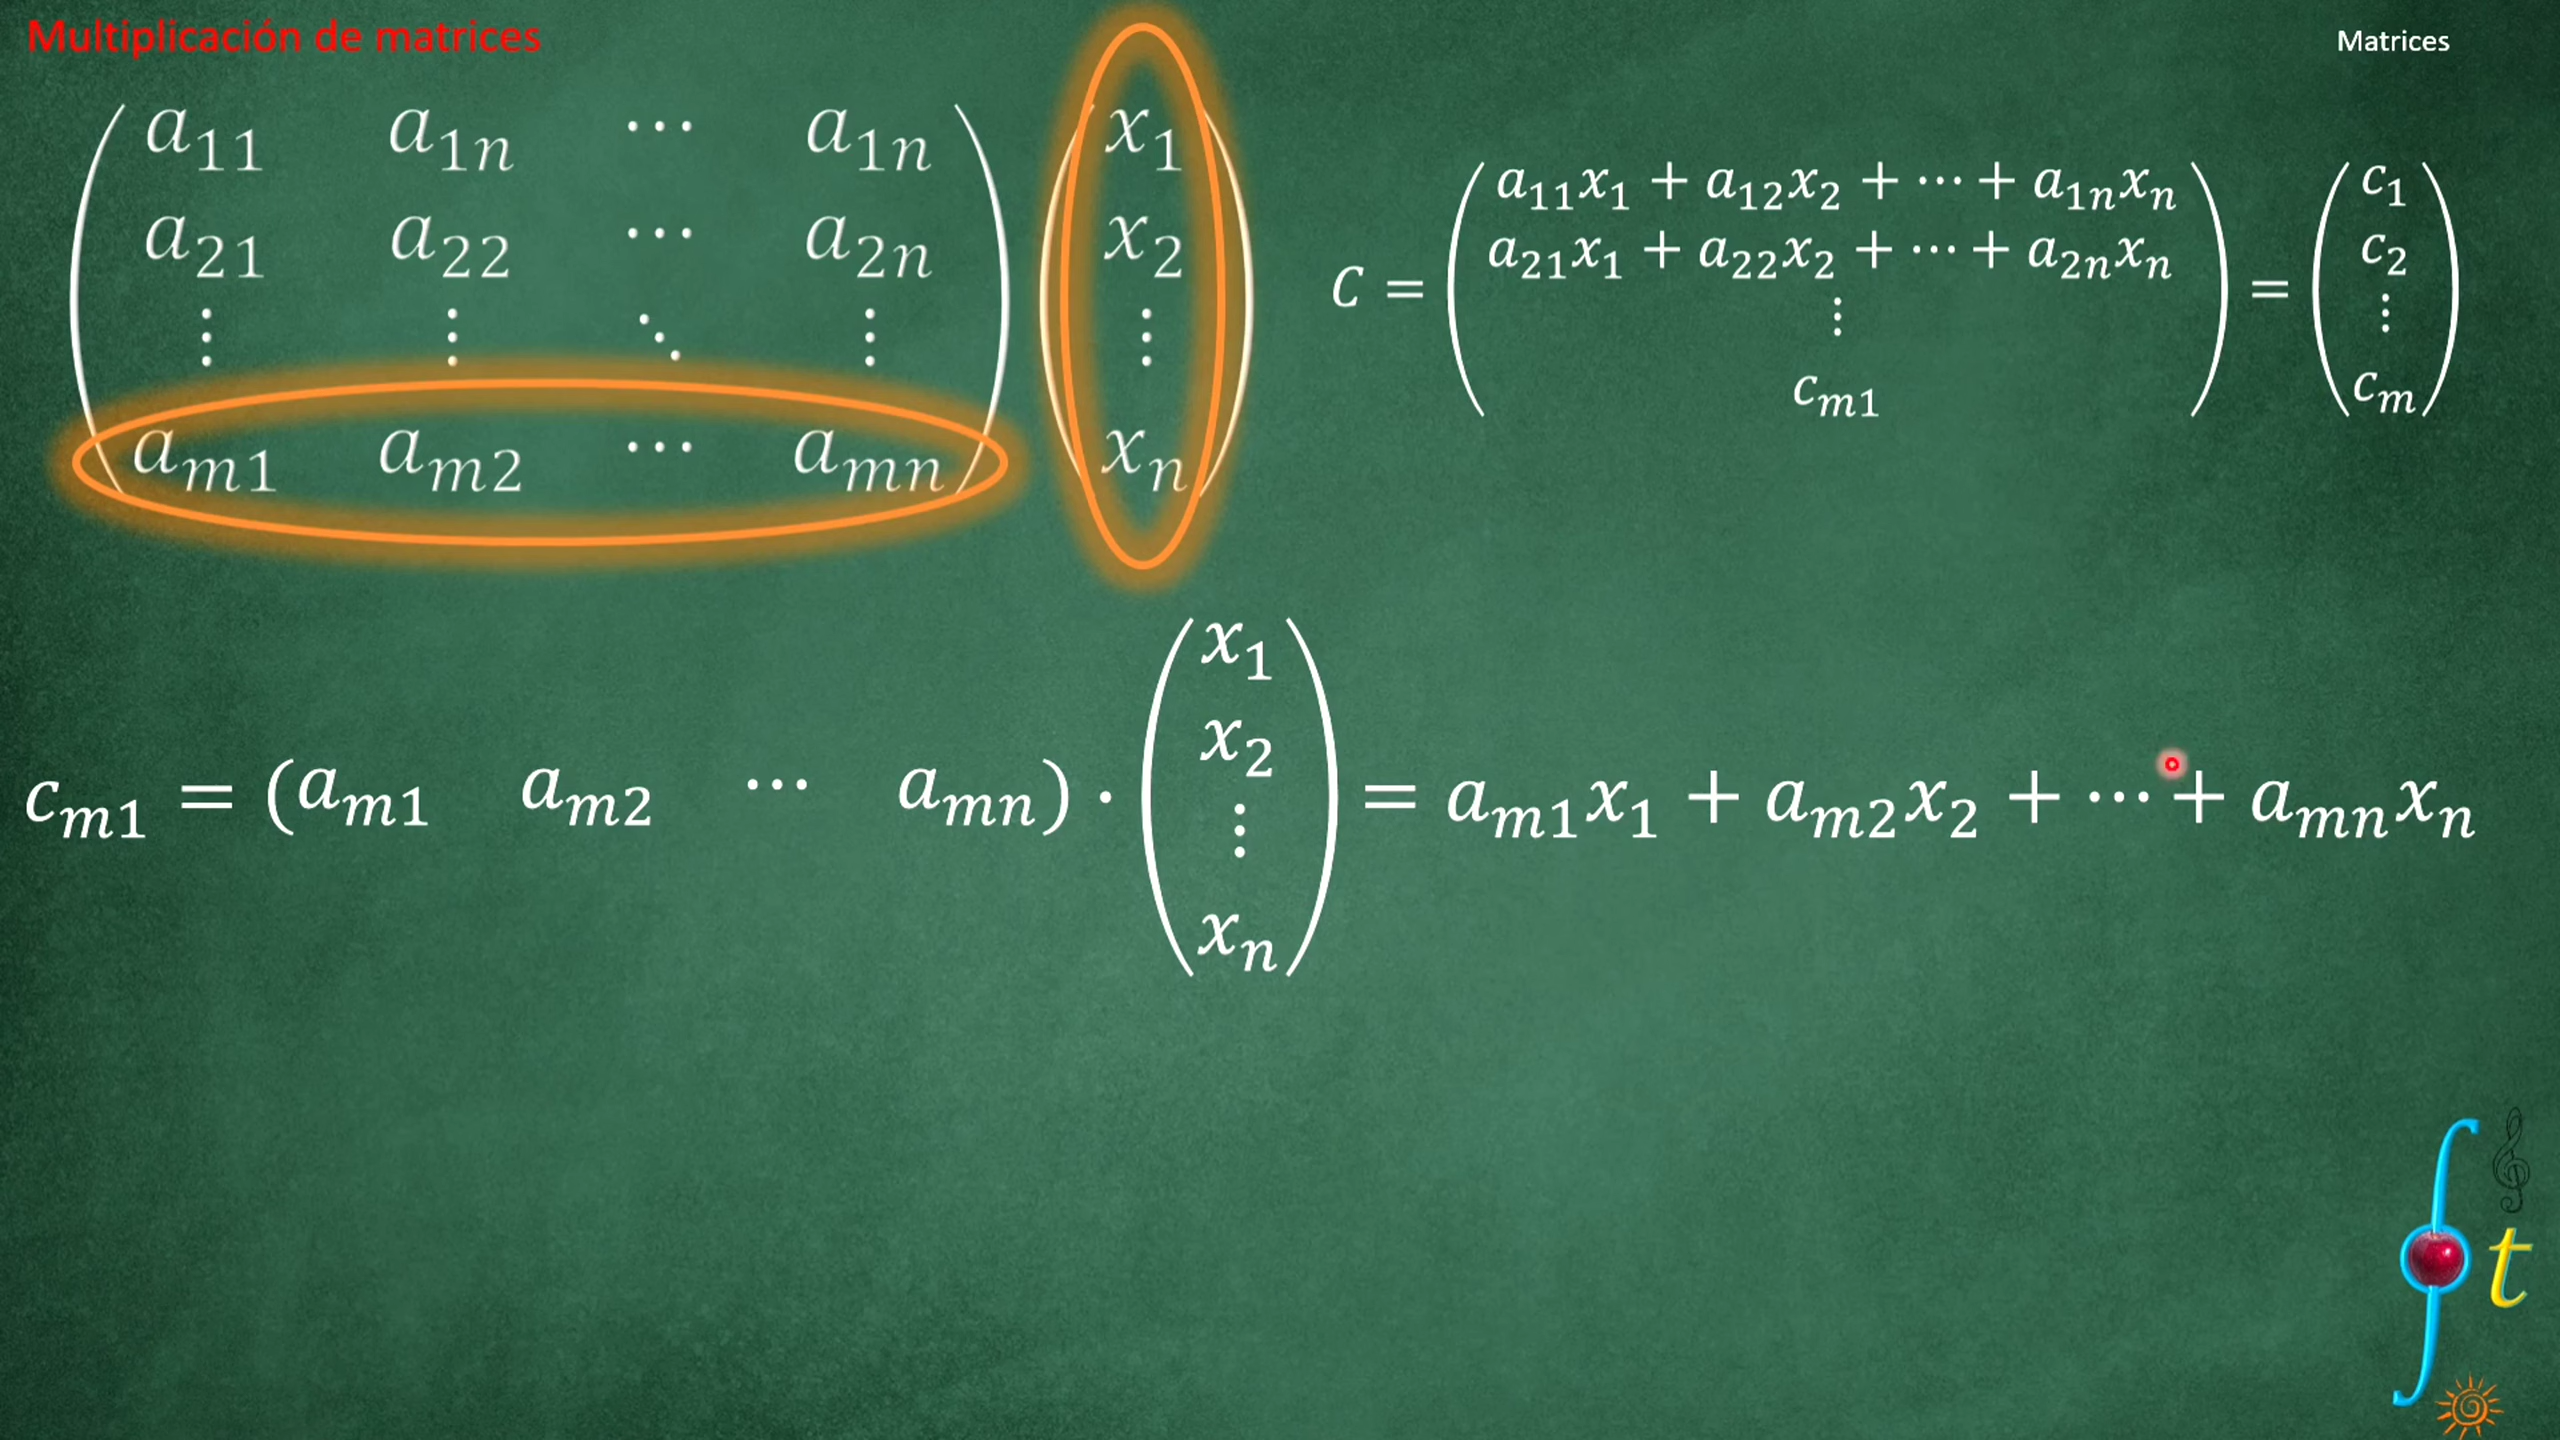 Multiplicación de matrices
Matrices
a11 a1n ⋯ a1n
a21 a22 ⋯ a2n
⋮ ⋮ ⋱ ⋮
am1 am2 ⋯ amn
x1
x2
⋮
xn
C = ( a11x1 + a12x2 + ⋯ + a1nxn
a21x1 + a22x2 + ⋯ + a2nxn
⋮
cm1 ) = ( c1
c2
⋮
cm )
cm1 = (am1 am2 ⋯ amn) · ( x1
x2
⋮
xn ) = am1x1 + am2x2 + ⋯ + amnxn
t